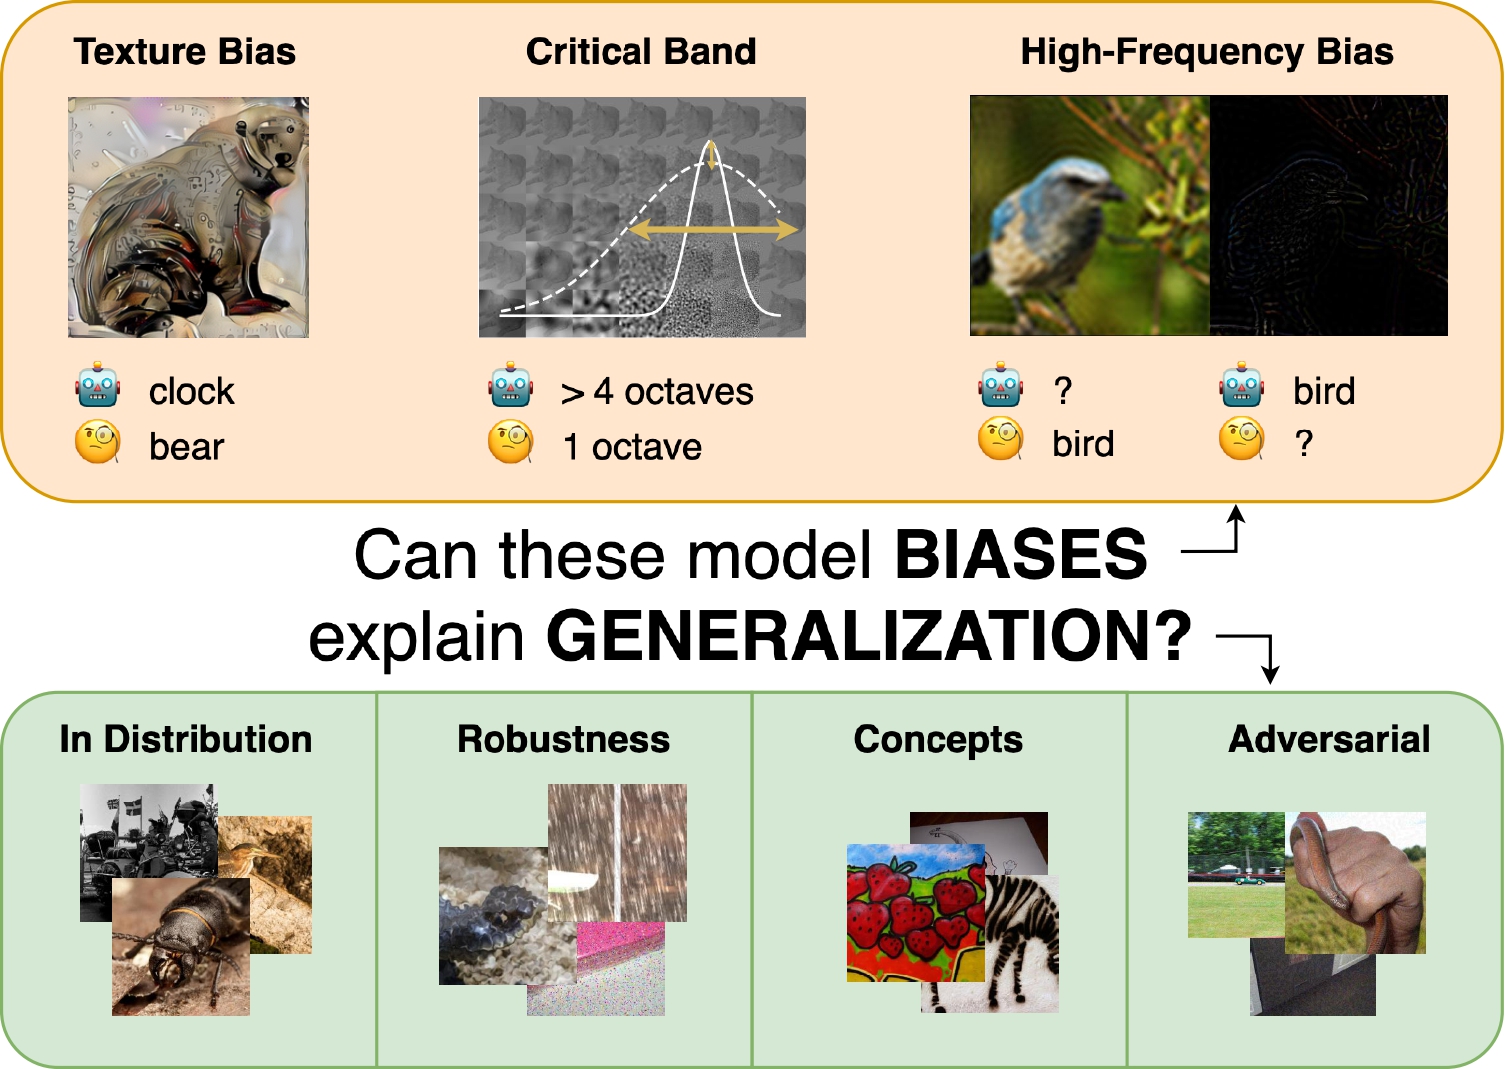 Texture Bias
Critical Band
High-Frequency Bias
clock
bear
> 4 octaves
1 octave
?
bird
bird
?
Can these model BIASES
explain GENERALIZATION?
In Distribution
Robustness
Concepts
Adversarial